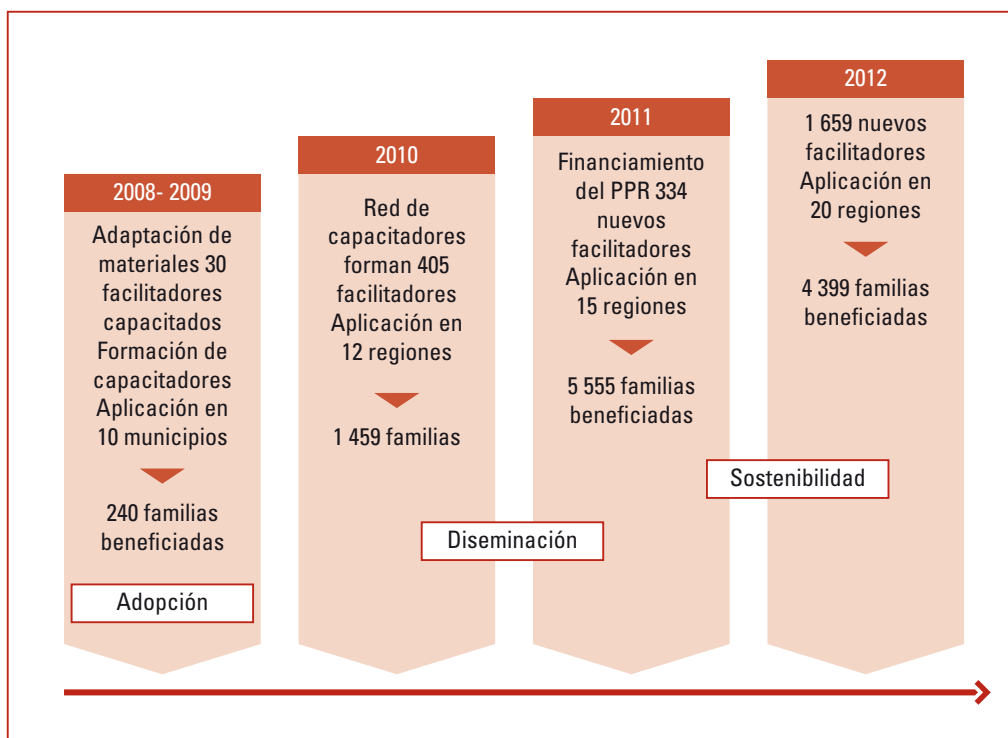 2008- 2009
Adaptación de
materiales 30
facilitadores
capacitados
Formación de
capacitadores
Aplicación en
10 municipios
240 familias
beneficiadas
Adopción
2010
Red de
capacitadores
forman 405
facilitadores
Aplicación en
12 regiones
1 459 familias
Diseminación
2011
Financiamiento
del PPR 334
nuevos
facilitadores
Aplicación en
15 regiones
5 555 familias
beneficiadas
Sostenibilidad
2012
1 659 nuevos
facilitadores
Aplicación en
20 regiones
4 399 familias
beneficiadas